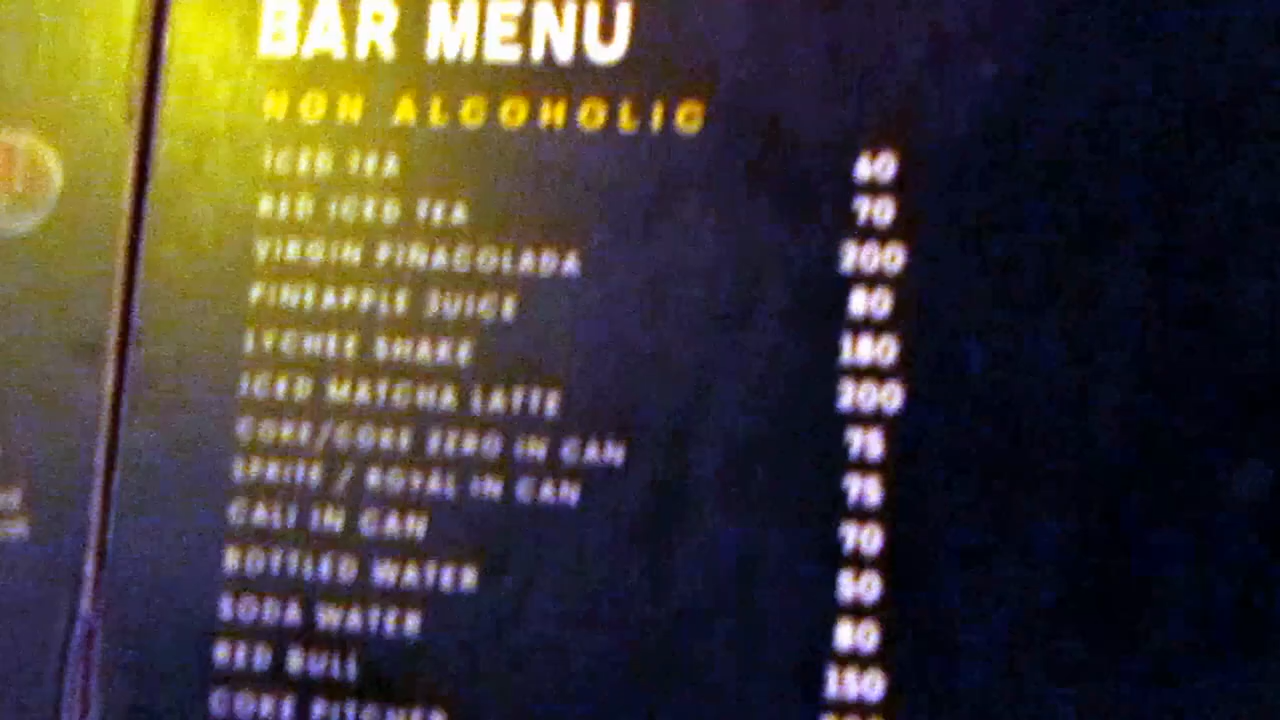 BAR MENU
NON ALCOHOLIC
ICED TEA 60
RED ICED TEA 70
VIRGIN PINACOLADA 200
PINEAPPLE JUICE 80
LYCHEE SHAKE 180
ICED MATCHA LATTE 200
COKE/COKE ZERO IN CAN 75
SPRITE / ROYAL IN CAN 75
CALI IN CAN 70
BOTTLED WATER 50
SODA WATER 80
RED BULL 150
COKE PITCHER